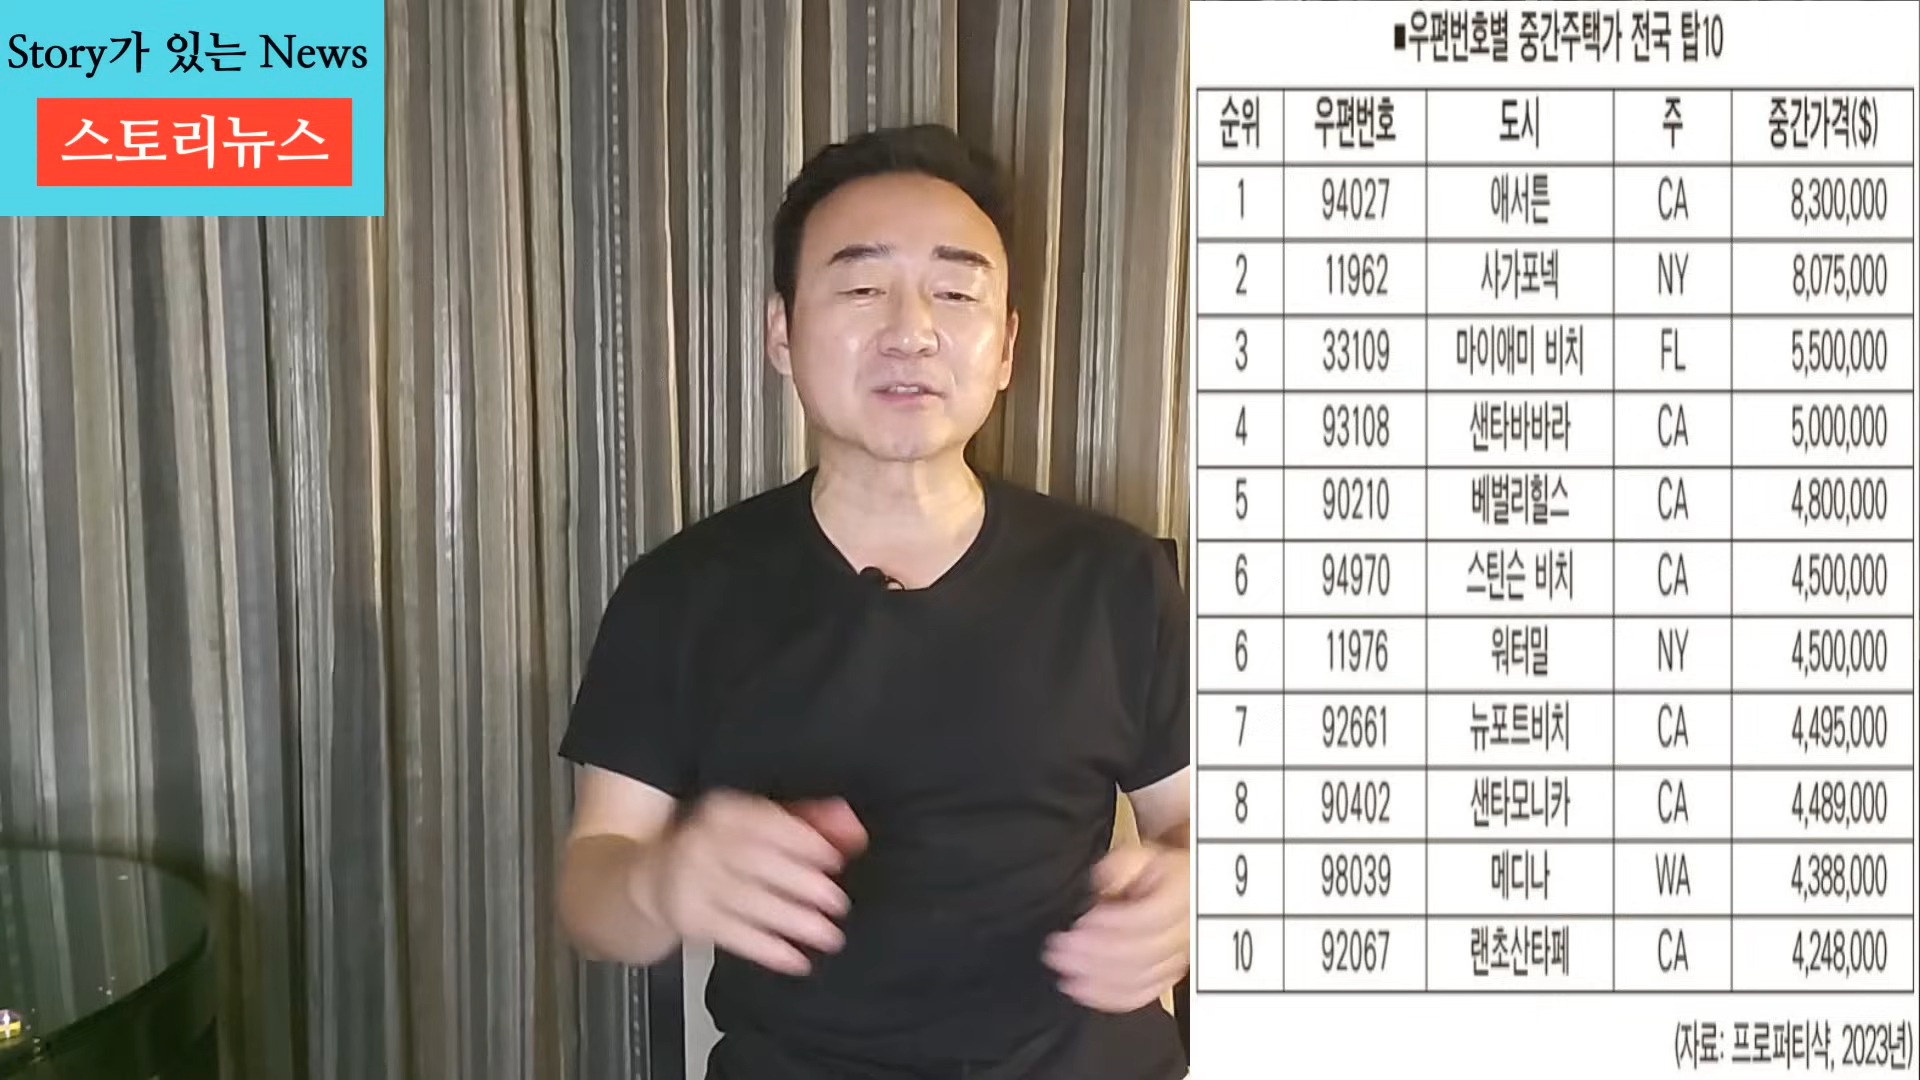 Story가 있는 News
스토리뉴스
■우편번호별 중간주택가 전국 탑10
순위 우편번호 도시 주 중간가격($)
1 94027 애서튼 CA 8,300,000
2 11962 사가포넥 NY 8,075,000
3 33109 마이애미 비치 FL 5,500,000
4 93108 샌타바바라 CA 5,000,000
5 90210 베벌리힐스 CA 4,800,000
6 94970 스틴슨 비치 CA 4,500,000
6 11976 워터밀 NY 4,500,000
7 92661 뉴포트비치 CA 4,495,000
8 90402 샌타모니카 CA 4,489,000
9 98039 메디나 WA 4,388,000
10 92067 랜초산타페 CA 4,248,000
(자료: 프로퍼티샥, 2023년)